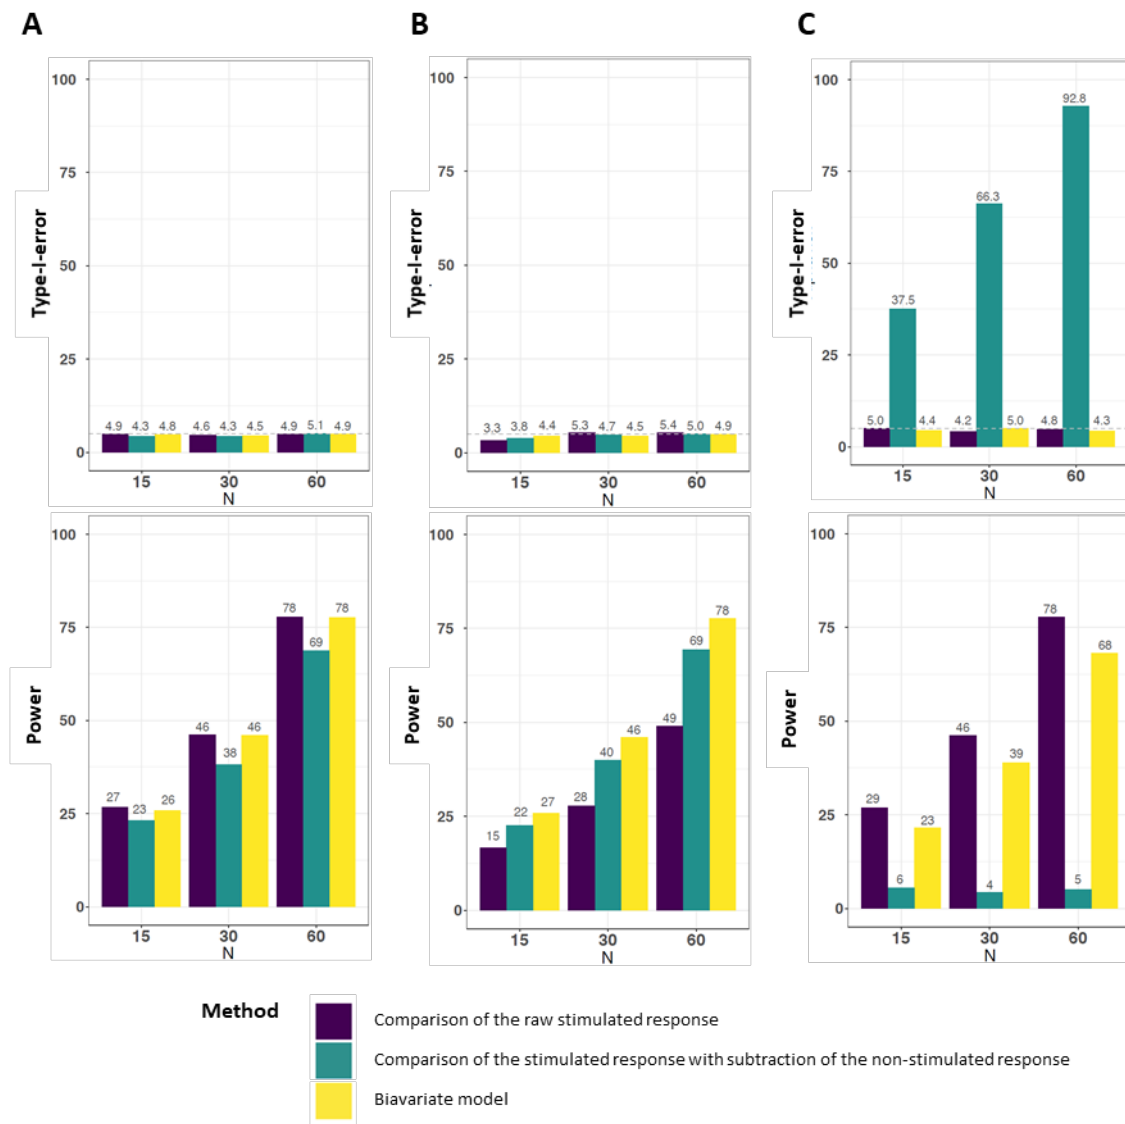 A
B
C
Type-I-error
100
75
50
25
0
4.9 4.3 4.8 4.6 4.3 4.5 4.9 5.1 4.9
15 30 60
N
Type-I-error
100
75
50
25
0
3.3 3.8 4.4 5.3 4.7 4.5 5.4 5.0 4.9
15 30 60
N
Type-I-error
100
75
50
25
0
5.0 37.5 4.4 4.2 66.3 5.0 4.8 92.8 4.3
15 30 60
N
Power
100
75
50
25
0
27 23 26 46 38 46 78 69 78
15 30 60
N
Power
100
75
50
25
0
15 22 27 28 40 46 49 69 78
15 30 60
N
Power
100
75
50
25
0
29 6 23 46 4 39 78 5 68
15 30 60
N
Method
Comparison of the raw stimulated response
Comparison of the stimulated response with subtraction of the non-stimulated response
Biavariate model